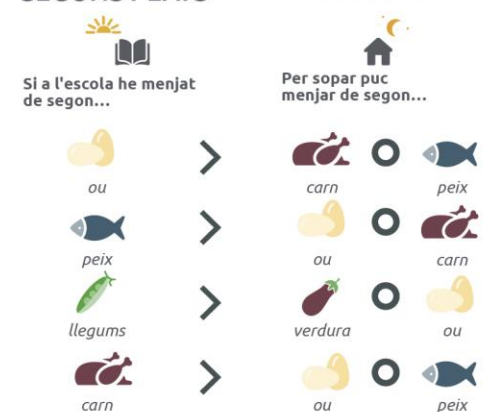 Si a l'escola he menjat
de segon...
Per sopar puc
menjar de segon...
ou
carn
peix
peix
ou
carn
llegums
verdura
ou
carn
ou
peix